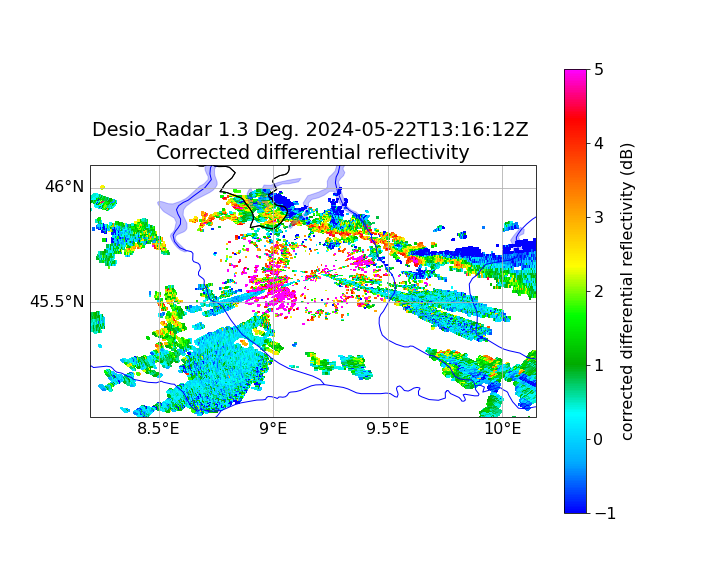 Desio_Radar 1.3 Deg. 2024-05-22T13:16:12Z
Corrected differential reflectivity
46°N
45.5°N
8.5°E
9°E
9.5°E
10°E
5
4
3
2
1
0
−1
corrected differential reflectivity (dB)